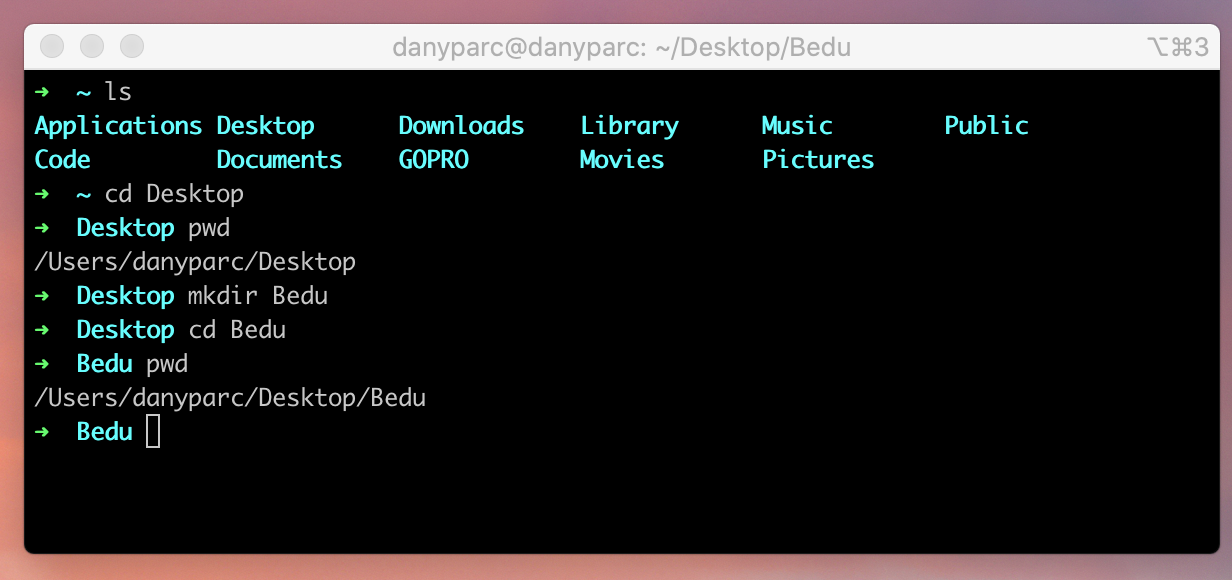 danyparc@danyparc: ~/Desktop/Bedu ⌥⌘3
➜ ~ ls
Applications Desktop Downloads Library Music Public
Code Documents GOPRO Movies Pictures
➜ ~ cd Desktop
➜ Desktop pwd
/Users/danyparc/Desktop
➜ Desktop mkdir Bedu
➜ Desktop cd Bedu
➜ Bedu pwd
/Users/danyparc/Desktop/Bedu
➜ Bedu